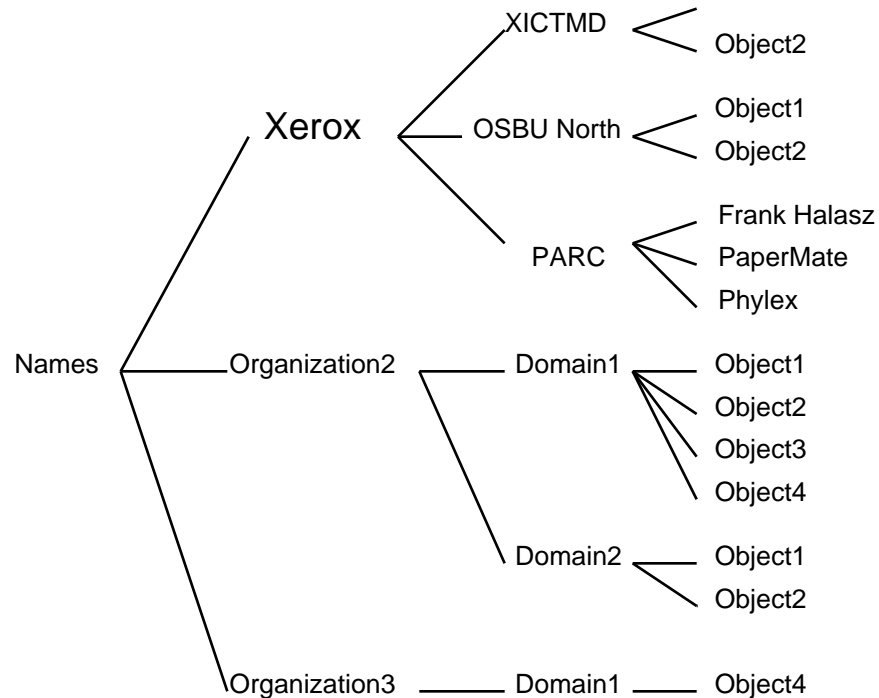 XICTMD
Object2
Xerox
OSBU North
Object1
Object2
PARC
Frank Halasz
PaperMate
Phylex
Names
Organization2
Domain1
Object1
Object2
Object3
Object4
Domain2
Object1
Object2
Organization3
Domain1
Object4